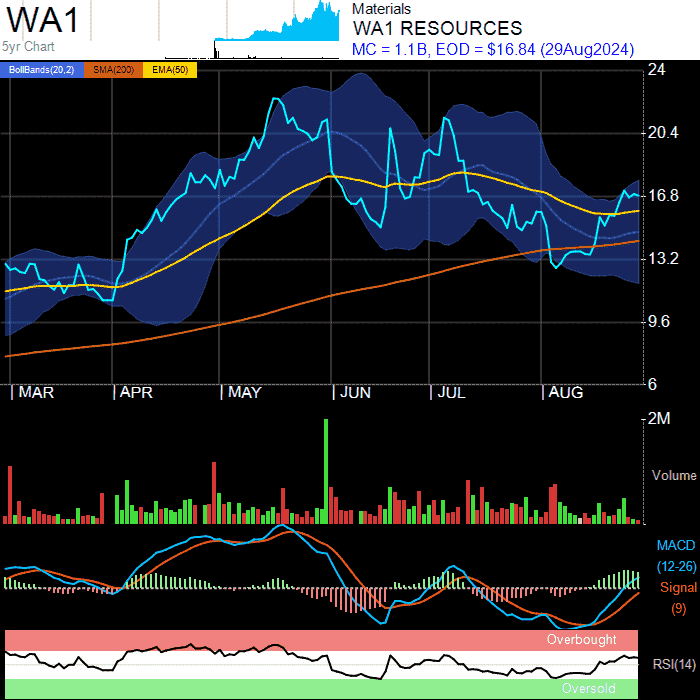 WA1
5yr Chart
Materials
WA1 RESOURCES
MC = 1.1B, EOD = $16.84 (29Aug2024)
BollBands(20,2) SMA(200) EMA(50)
24
20.4
16.8
13.2
9.6
6
MAR APR MAY JUN JUL AUG
2M
Volume
MACD
(12-26)
Signal
(9)
Overbought
RSI(14)
Oversold